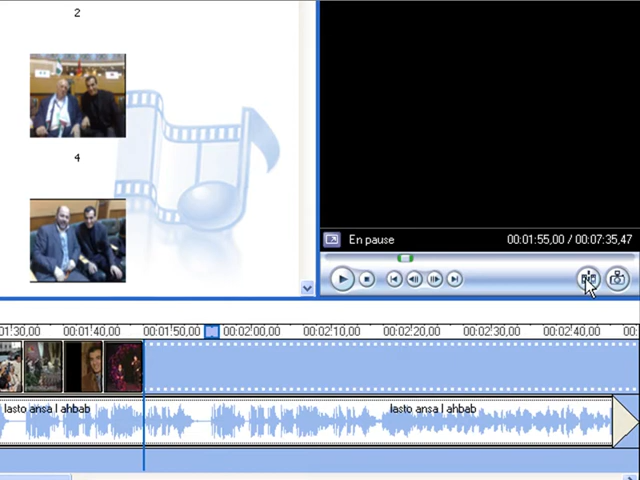 2
4
En pause
00:01:55,00 / 00:07:35,47
01:30,00 00:01:40,00 00:01:50,00 00:02:00,00 00:02:10,00 00:02:20,00 00:02:30,00 00:02:40,00 00:
lasto ansa l ahbab lasto ansa l ahbab